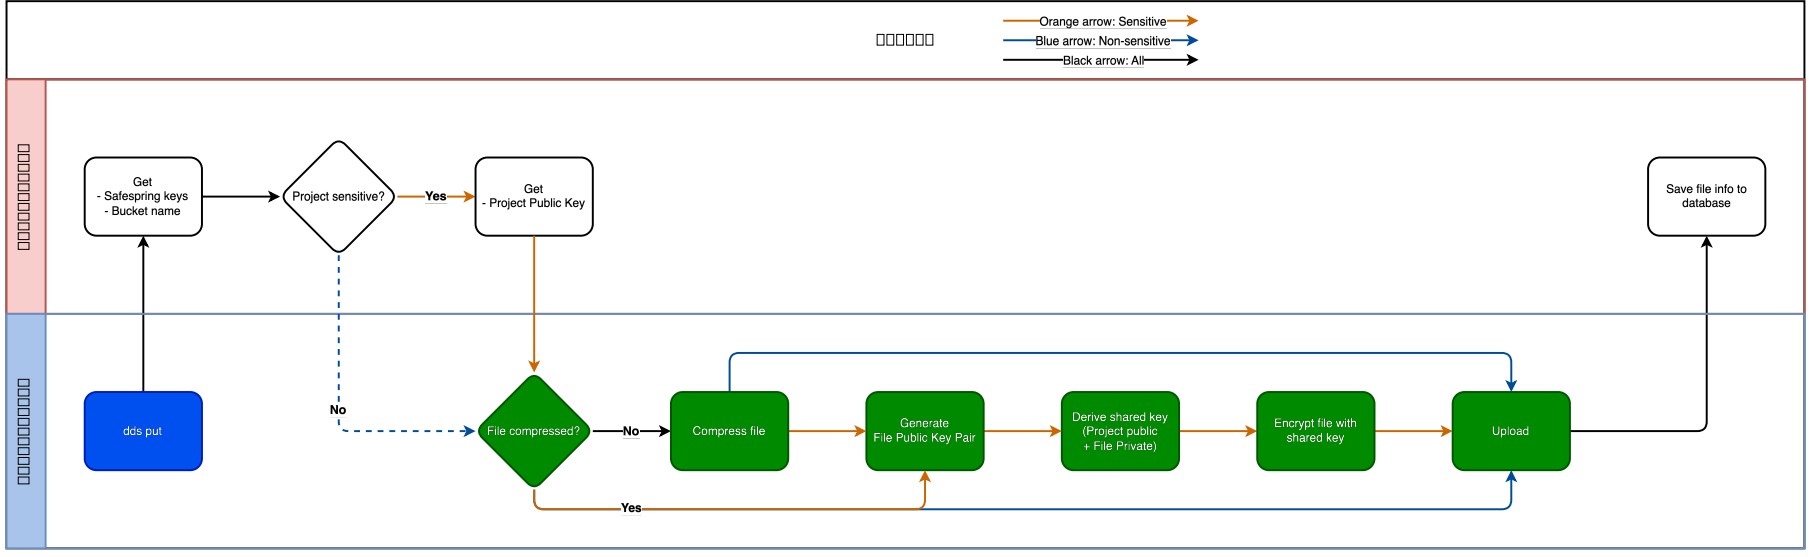 Orange arrow: Sensitive
Blue arrow: Non-sensitive
Black arrow: All
Get
- Safespring keys
- Bucket name
Project sensitive?
Yes
Get
- Project Public Key
Save file info to
database
No
dds put
File compressed?
No
Compress file
Generate
File Public Key Pair
Derive shared key
(Project public
+ File Private)
Encrypt file with
shared key
Upload
Yes